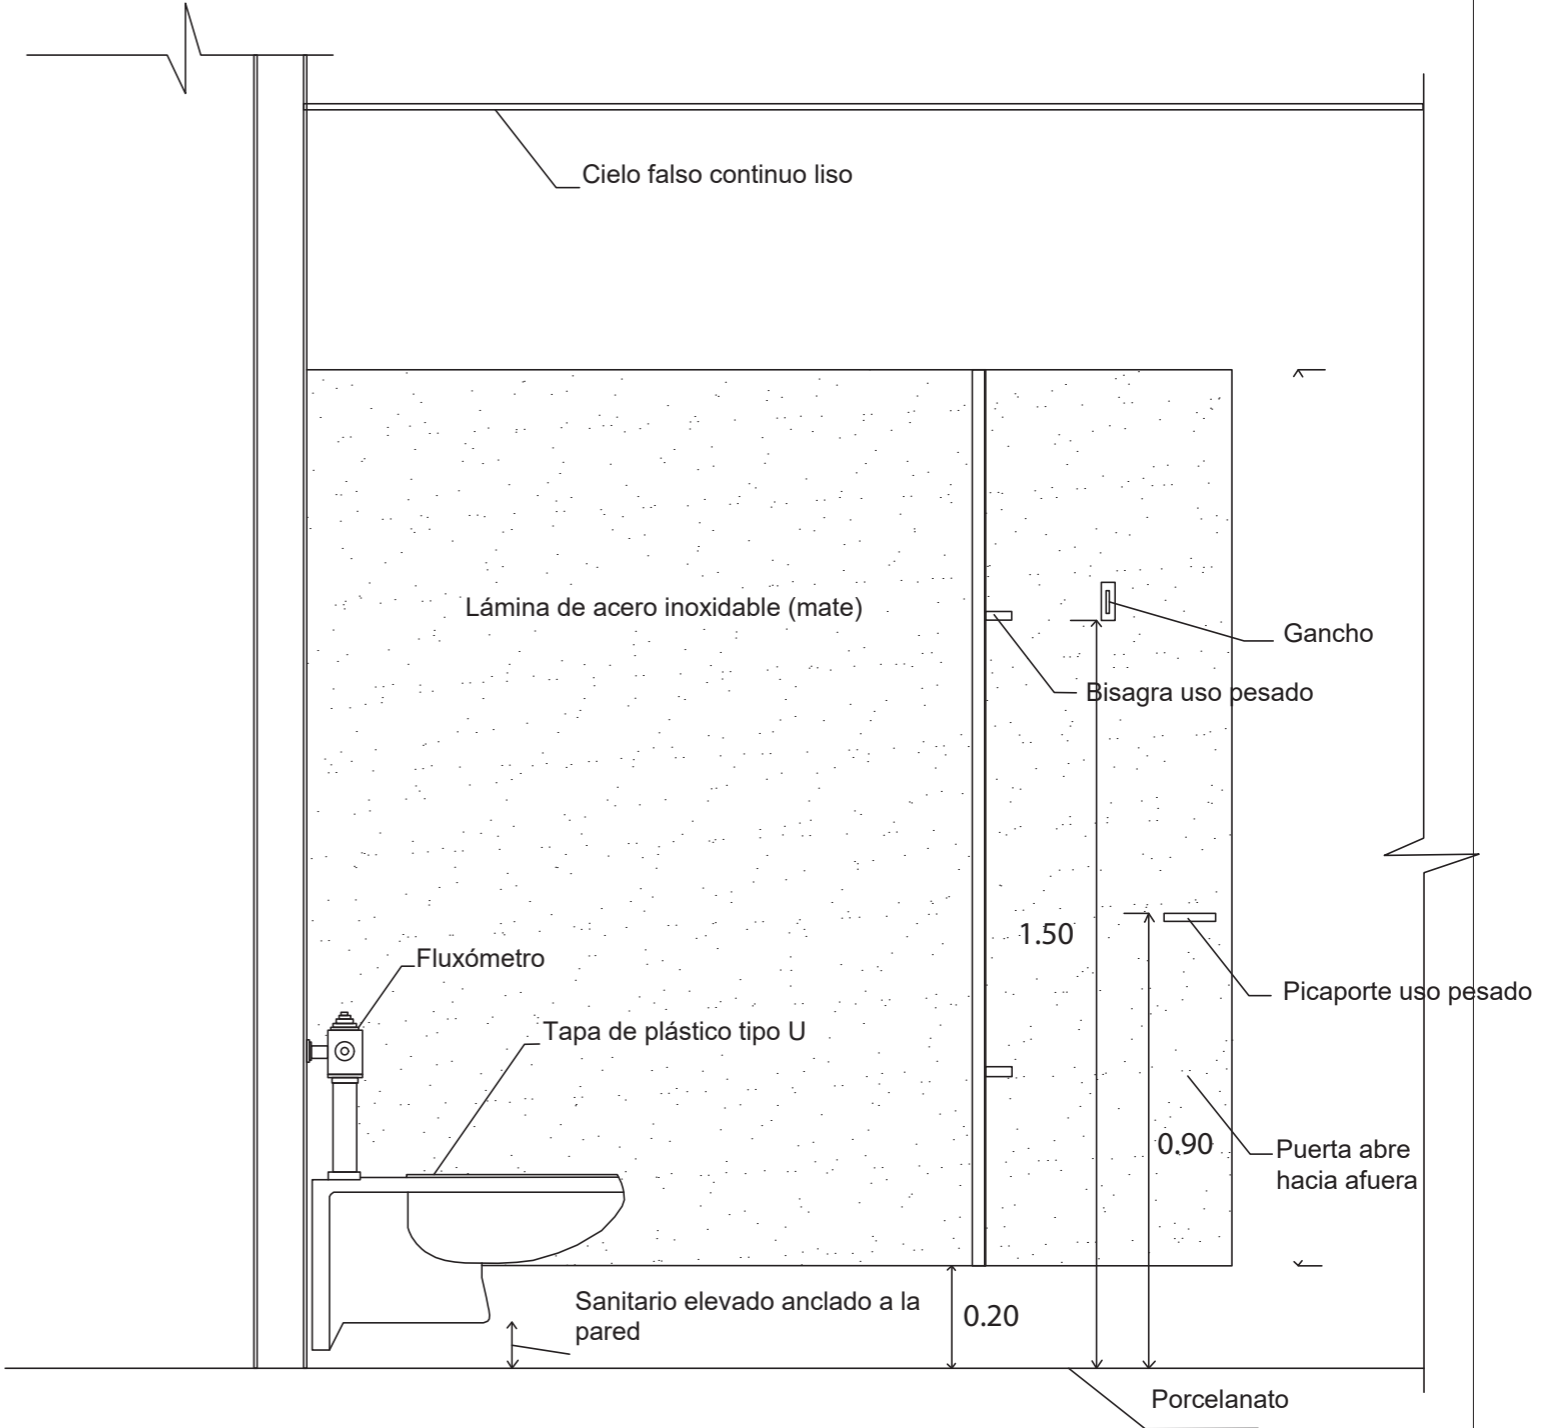 Cielo falso continuo liso
Lámina de acero inoxidable (mate)
Gancho
Bisagra uso pesado
1.50
Fluxómetro
Picaporte uso pesado
Tapa de plástico tipo U
0.90
Puerta abre
hacia afuera
Sanitario elevado anclado a la
pared
0.20
Porcelanato